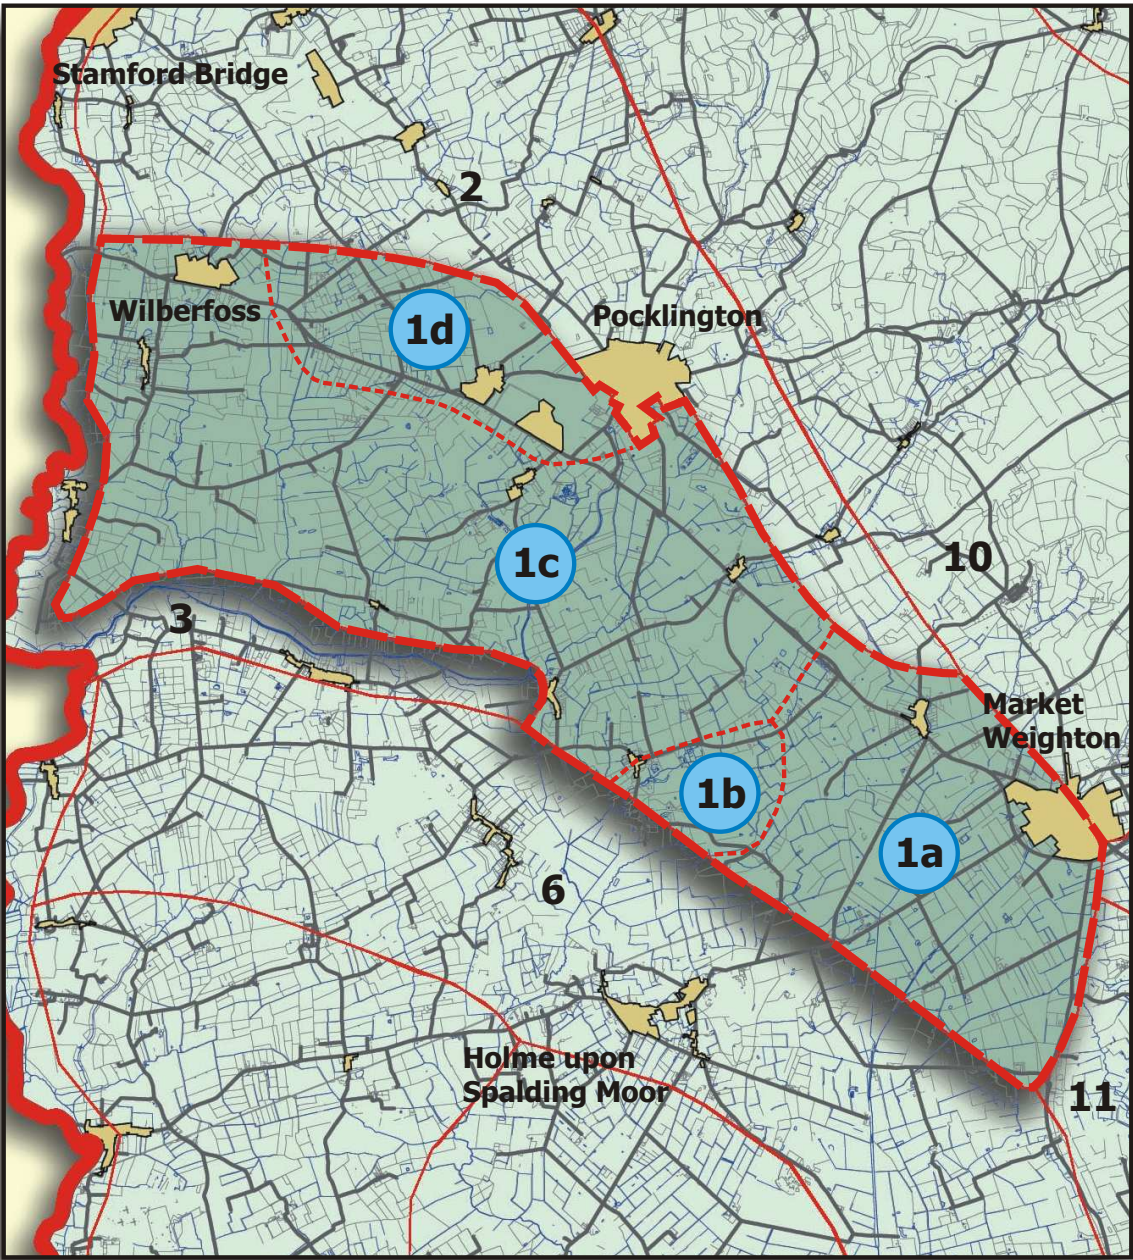 Stamford Bridge
2
Wilberfoss
1d
Pocklington
1c
10
3
Market
Weighton
1b
1a
6
Holme upon
Spalding Moor
11